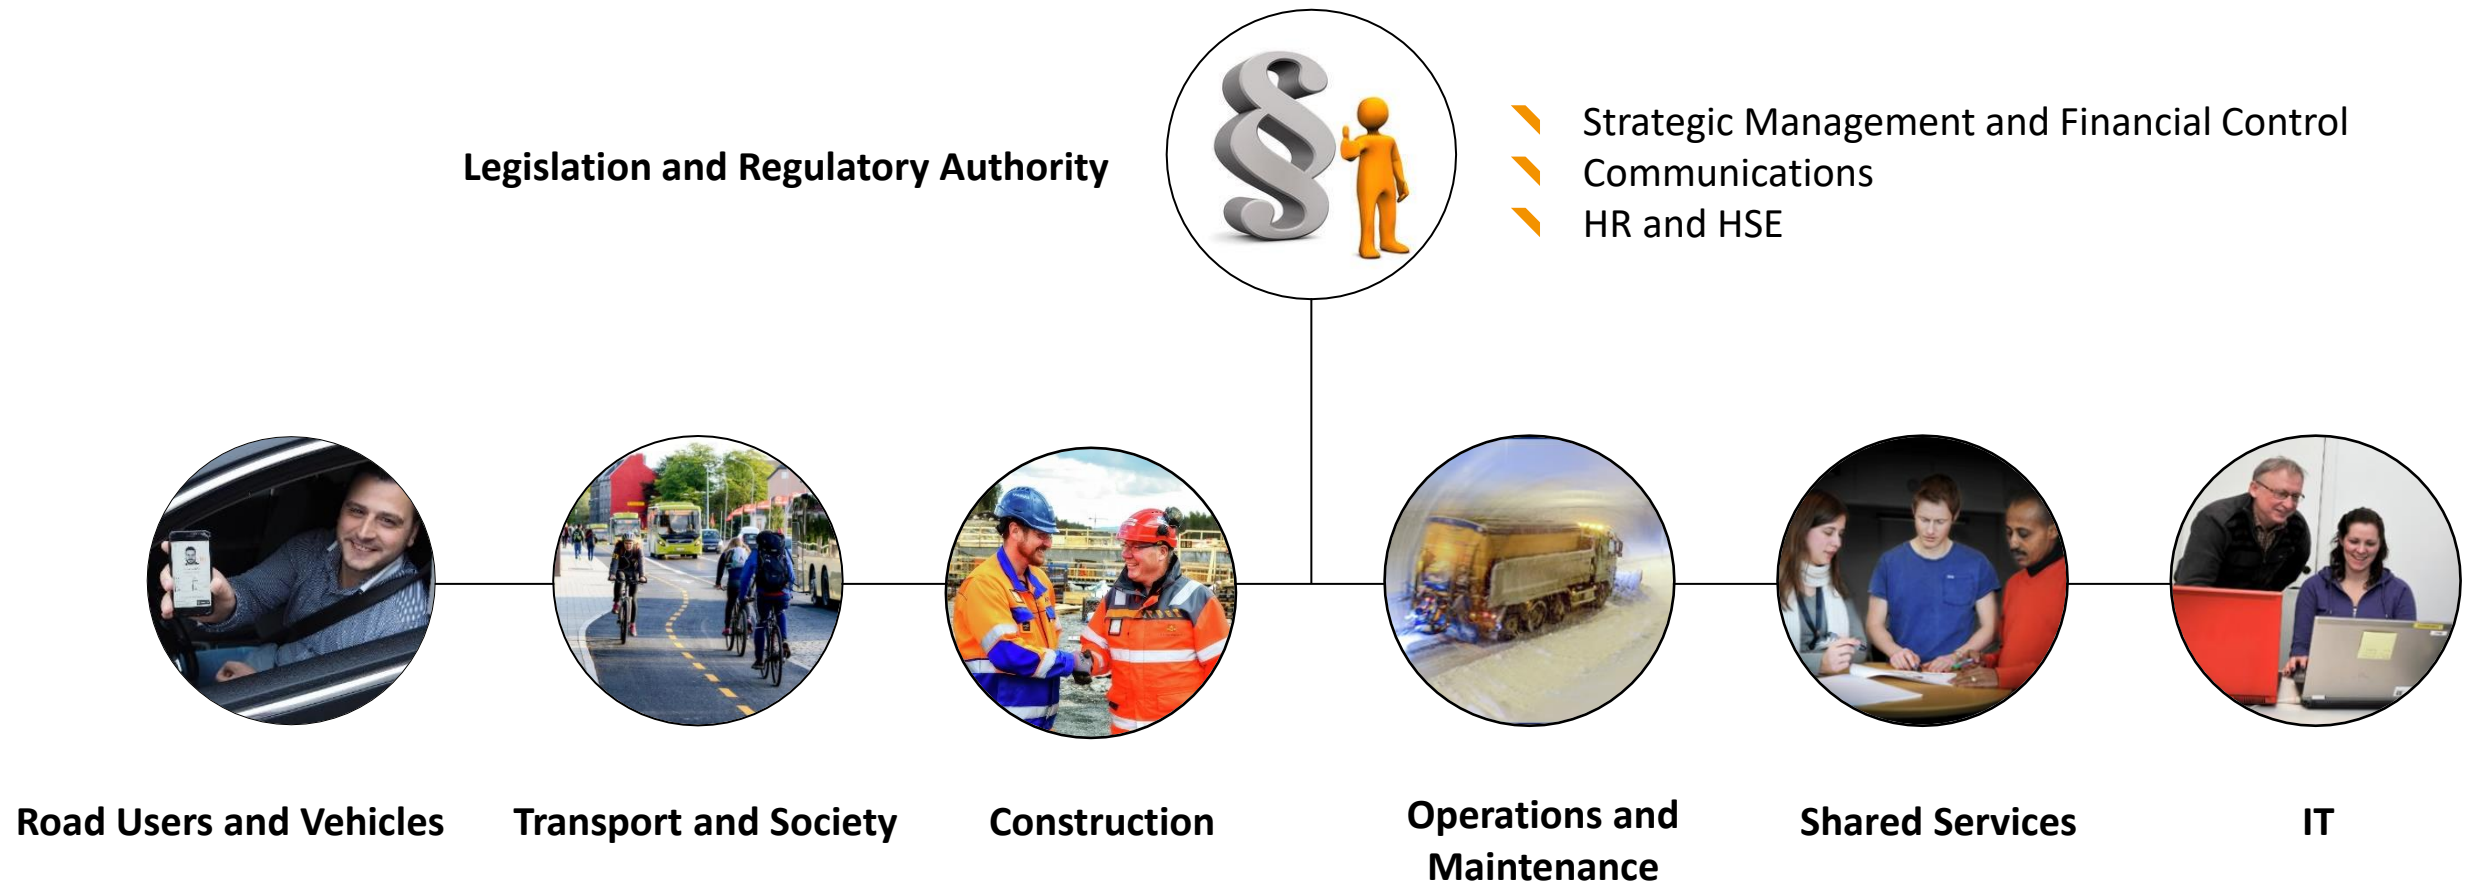 Legislation and Regulatory Authority
Strategic Management and Financial Control
Communications
HR and HSE
Road Users and Vehicles
Transport and Society
Construction
Operations and
Maintenance
Shared Services
IT